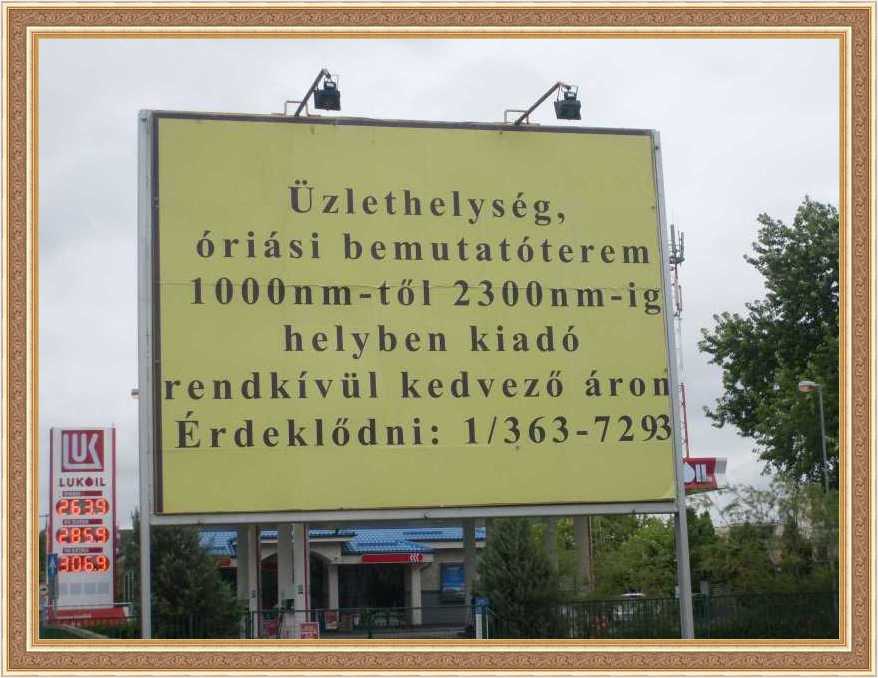 Üzlethelység,
óriási bemutatóterem
1000nm-től 2300nm-ig
helyben kiadó
rendkívül kedvező áron
Érdeklődni: 1/363-7293
LUK
LUKOIL
263.9
285.9
306.9
OIL